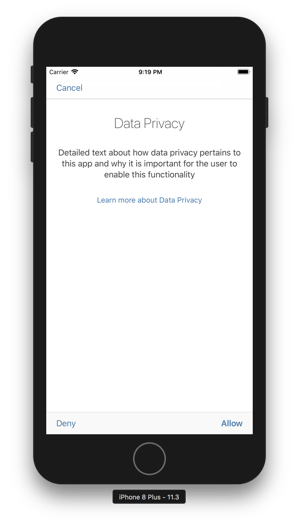 Carrier 9:19 PM
Cancel
Data Privacy
Detailed text about how data privacy pertains to
this app and why it is important for the user to
enable this functionality
Learn more about Data Privacy
Deny Allow
iPhone 8 Plus - 11.3